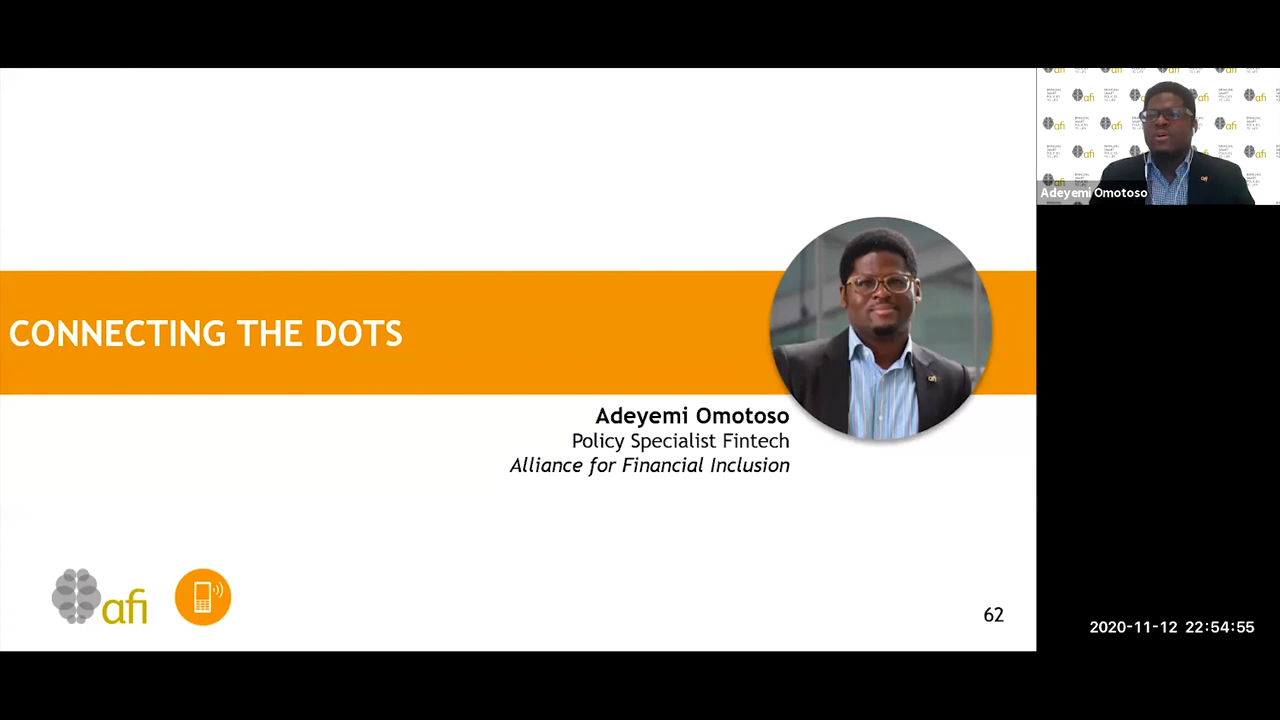 CONNECTING THE DOTS
Adeyemi Omotoso
Policy Specialist Fintech
Alliance for Financial Inclusion
afi
62
afi
Adeyemi Omotoso
2020-11-12 22:54:55